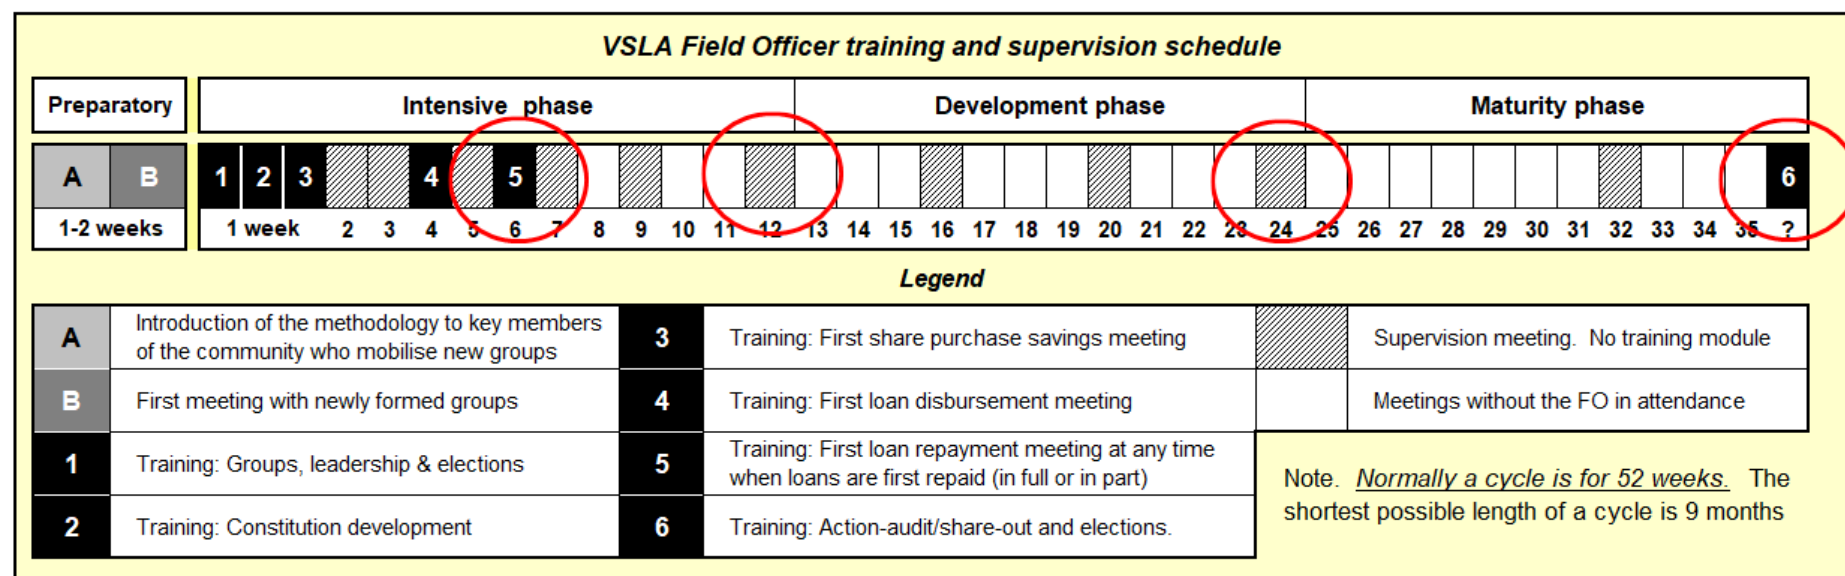 VSLA Field Officer training and supervision schedule
Preparatory Intensive phase Development phase Maturity phase
A B 1 2 3 4 5 6
1-2 weeks 1 week 2 3 4 5 6 7 8 9 10 11 12 13 14 15 16 17 18 19 20 21 22 23 24 25 26 27 28 29 30 31 32 33 34 35 ?
Legend
A Introduction of the methodology to key members
of the community who mobilise new groups
3 Training: First share purchase savings meeting
Supervision meeting. No training module
B First meeting with newly formed groups
4 Training: First loan disbursement meeting
Meetings without the FO in attendance
1 Training: Groups, leadership & elections
5 Training: First loan repayment meeting at any time
when loans are first repaid (in full or in part)
2 Training: Constitution development
6 Training: Action-audit/share-out and elections.
Note. Normally a cycle is for 52 weeks. The
shortest possible length of a cycle is 9 months